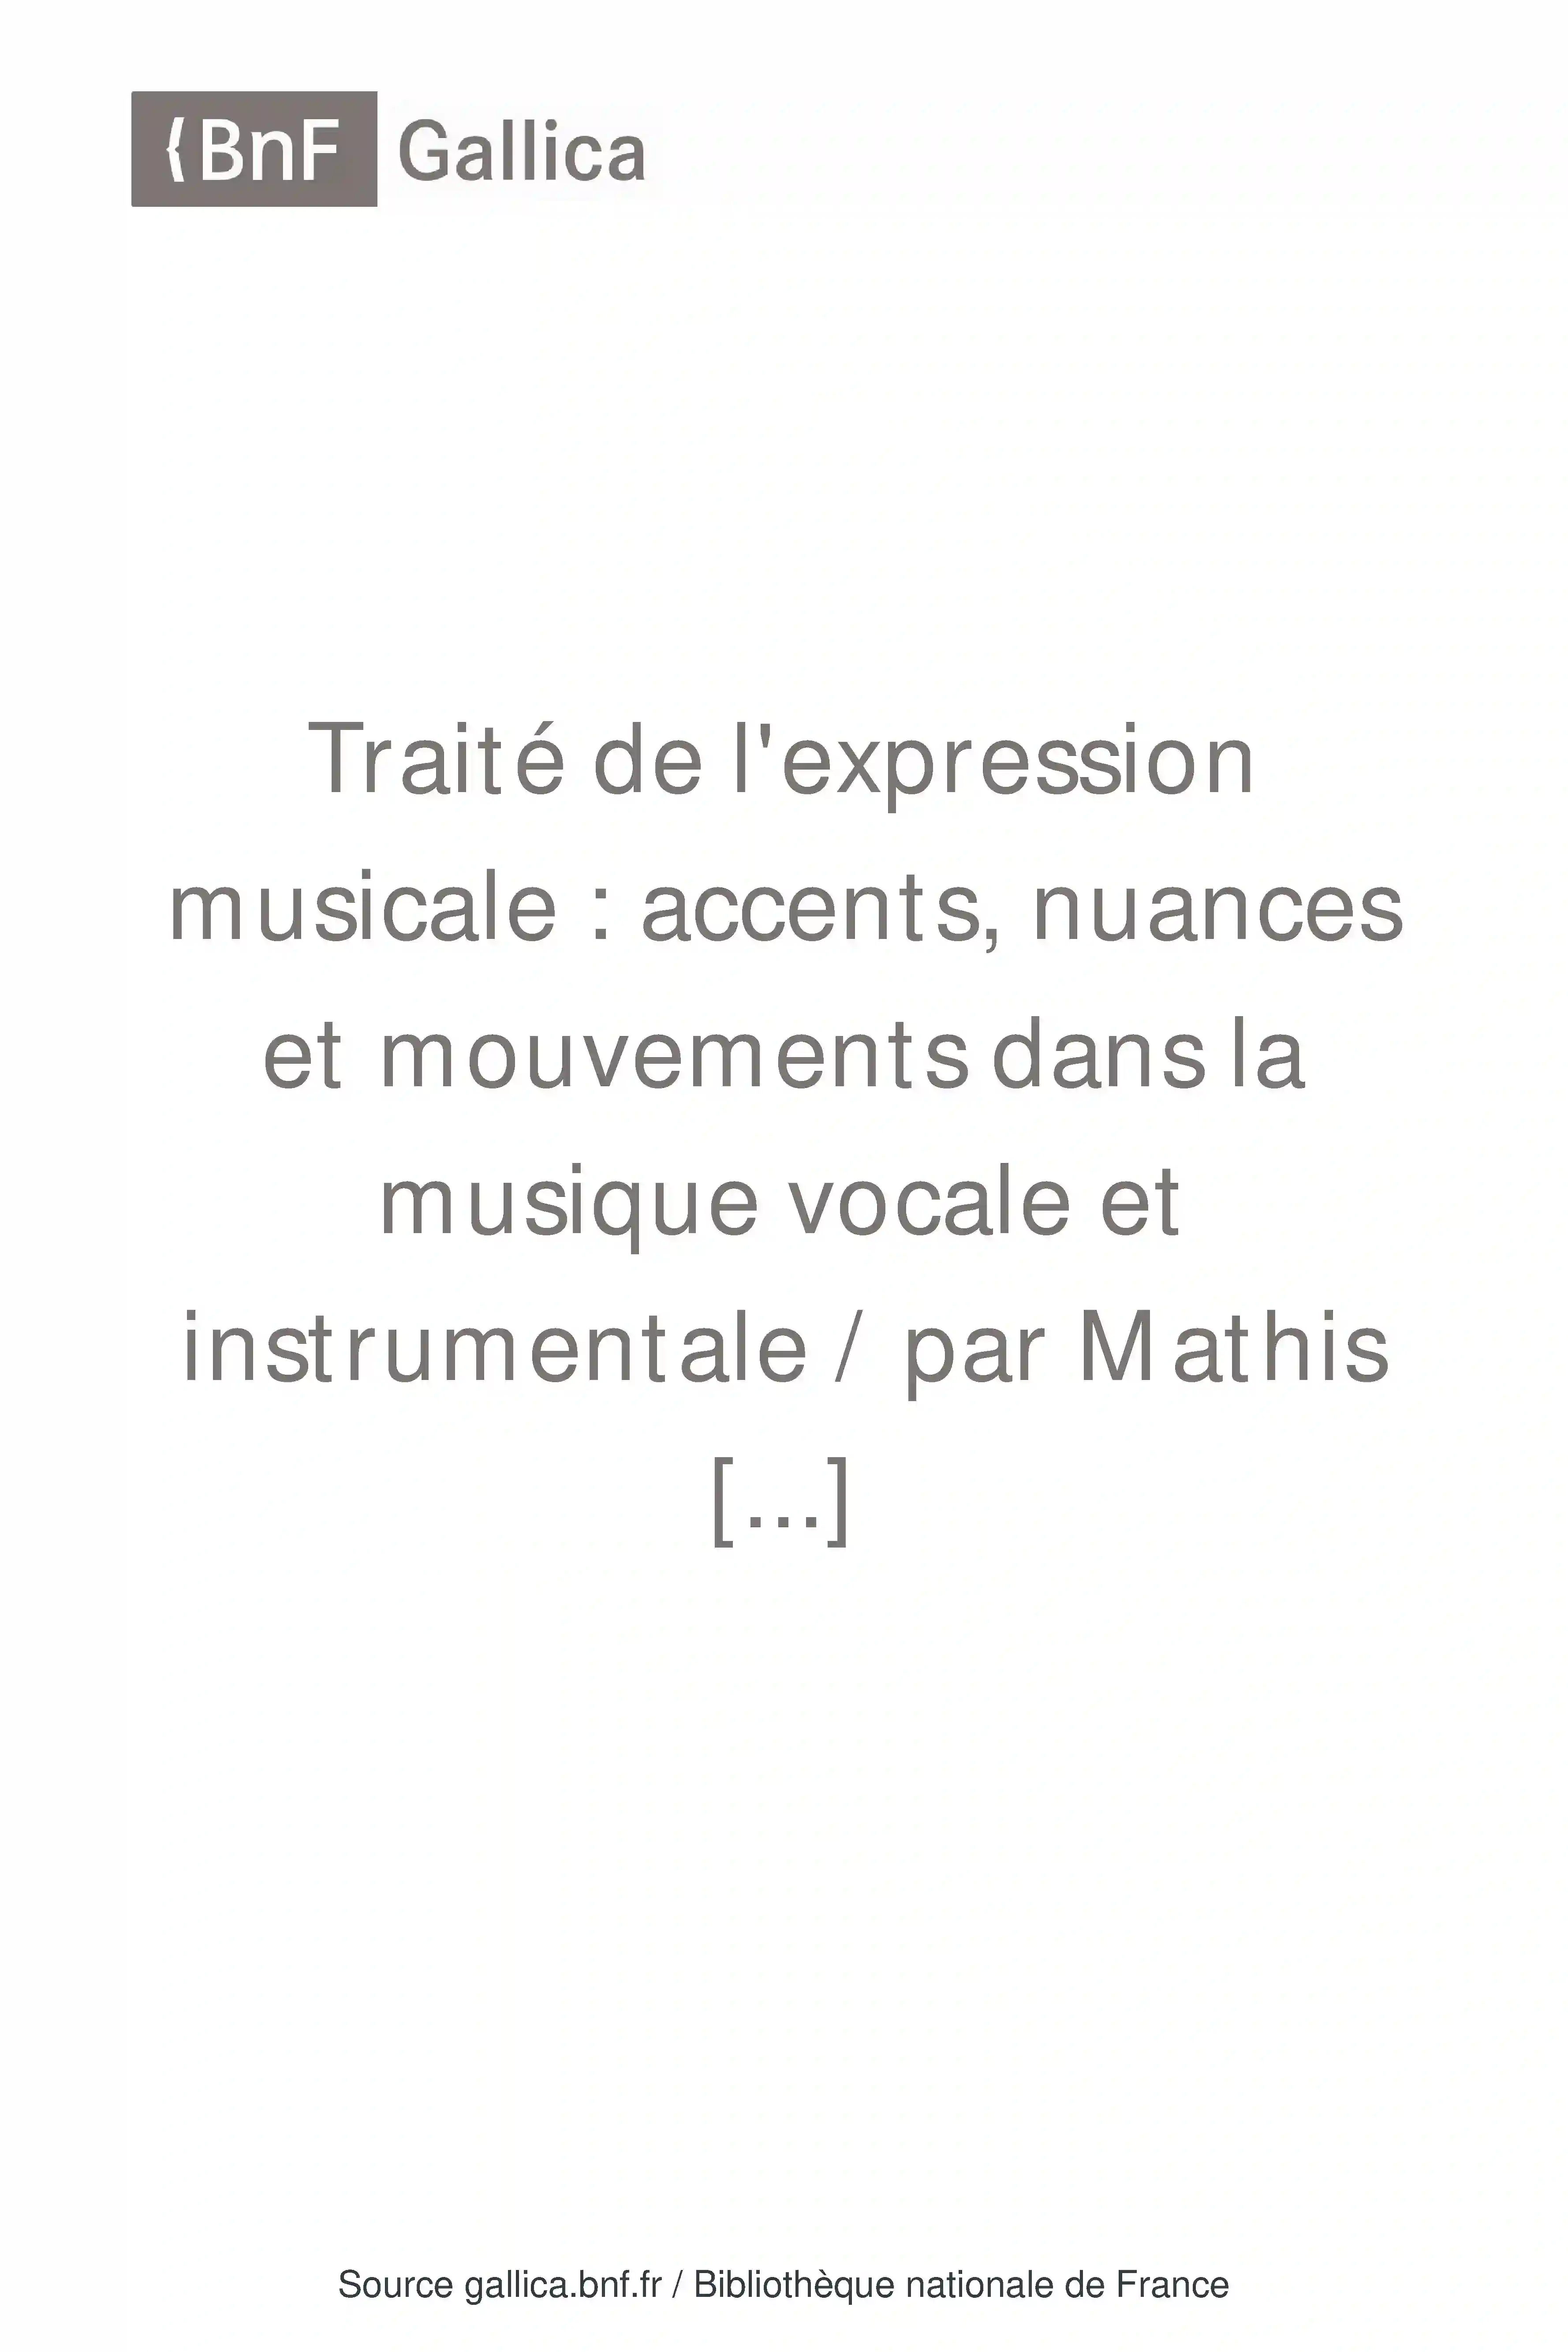 {BnF Gallica
Traité de l'expression
musicale : accents, nuances
et mouvements dans la
musique vocale et
instrumentale / par Mathis
[...]
Source gallica.bnf.fr / Bibliothèque nationale de France